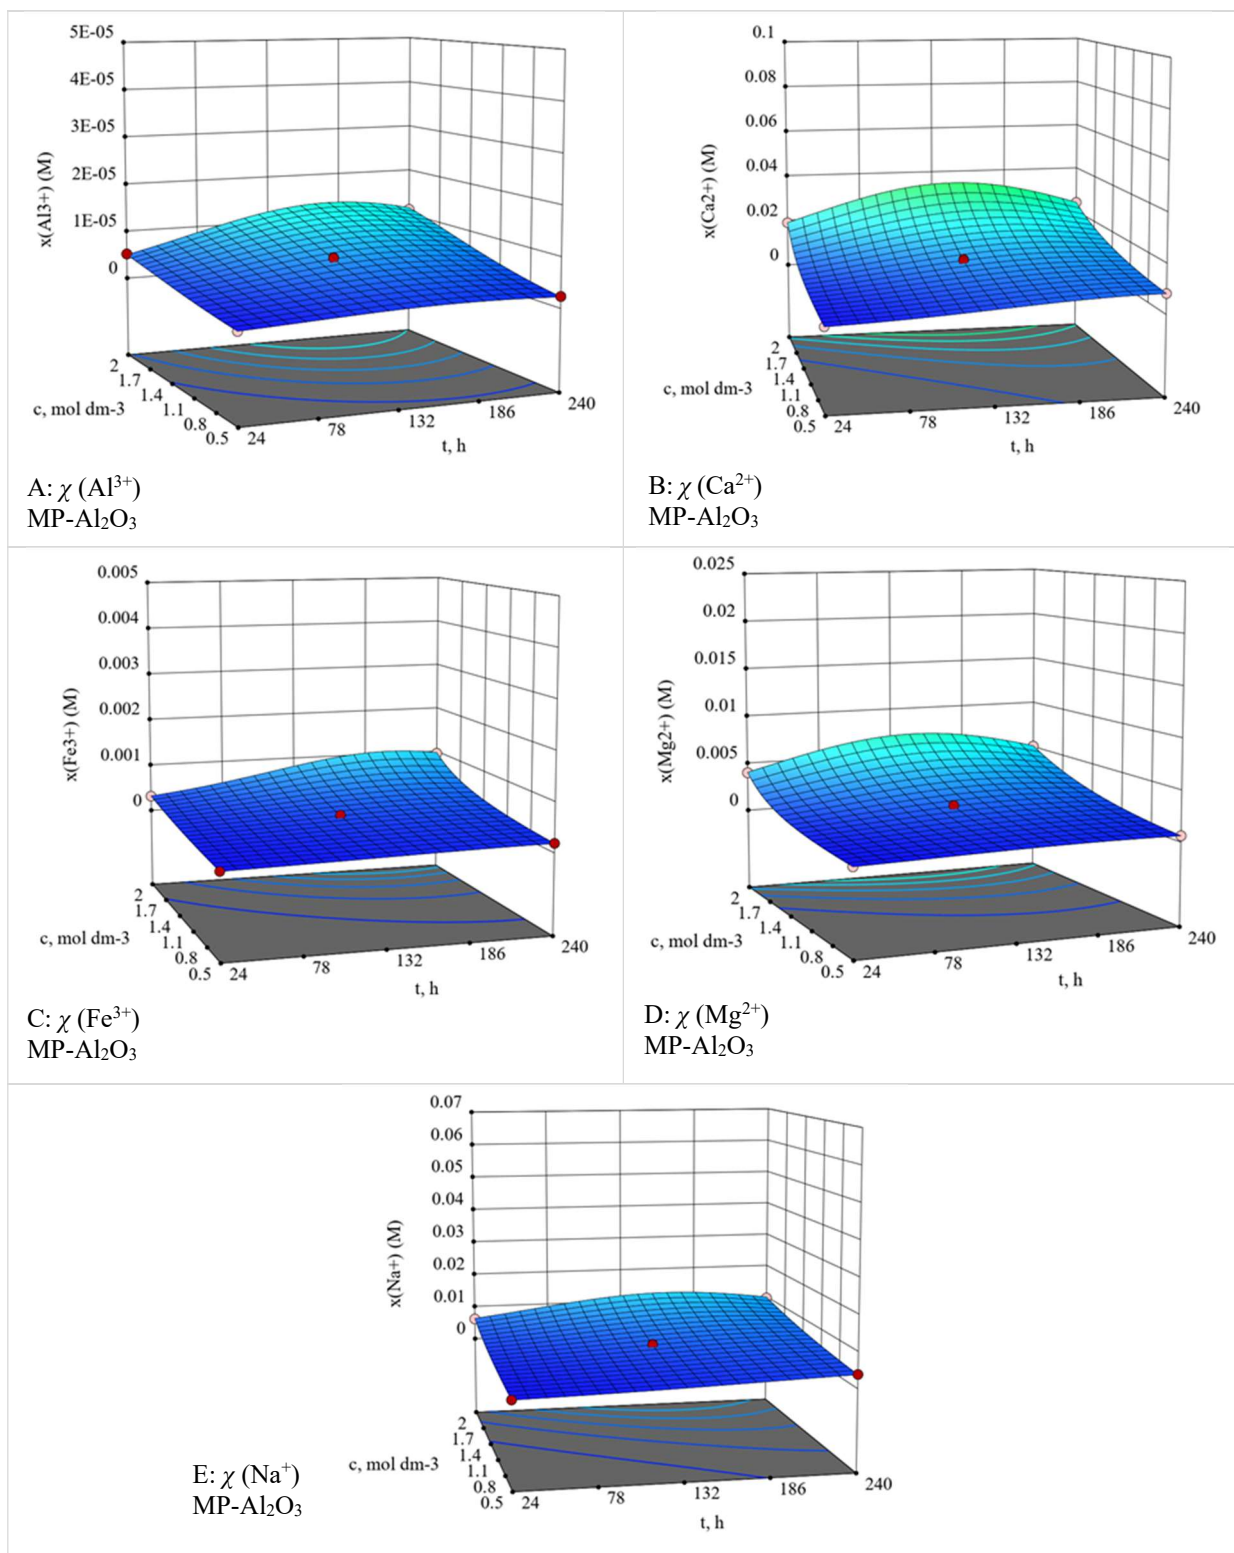 5E-05
4E-05
3E-05
2E-05
1E-05
0
x(Al3+) (M)
2
1.7
1.4
1.1
0.8
0.5
c, mol dm-3
24
78
132
186
240
t, h
A: χ (Al³⁺)
MP-Al₂O₃
0.1
0.08
0.06
0.04
0.02
0
x(Ca2+) (M)
2
1.7
1.4
1.1
0.8
0.5
c, mol dm-3
24
78
132
186
240
t, h
B: χ (Ca²⁺)
MP-Al₂O₃
0.005
0.004
0.003
0.002
0.001
0
x(Fe3+) (M)
2
1.7
1.4
1.1
0.8
0.5
c, mol dm-3
24
78
132
186
240
t, h
C: χ (Fe³⁺)
MP-Al₂O₃
0.025
0.02
0.015
0.01
0.005
0
x(Mg2+) (M)
2
1.7
1.4
1.1
0.8
0.5
c, mol dm-3
24
78
132
186
240
t, h
D: χ (Mg²⁺)
MP-Al₂O₃
0.07
0.06
0.05
0.04
0.03
0.02
0.01
0
x(Na+) (M)
2
1.7
1.4
1.1
0.8
0.5
c, mol dm-3
24
78
132
186
240
t, h
E: χ (Na⁺)
MP-Al₂O₃